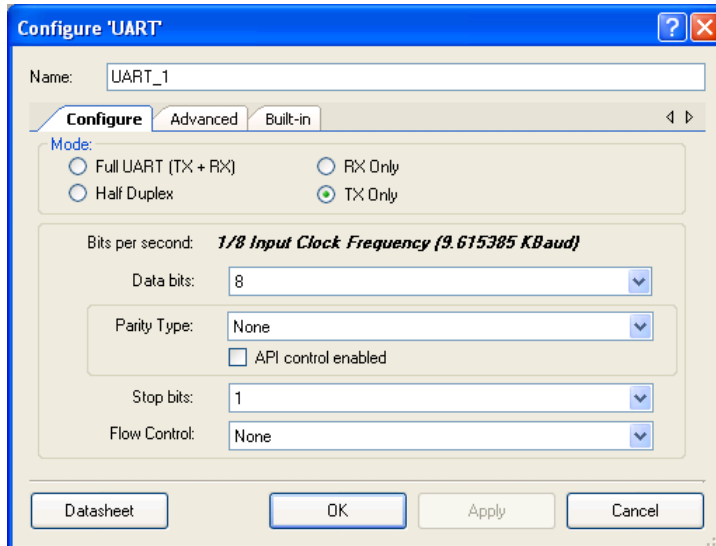 Configure 'UART'
Name: UART_1
Configure Advanced Built-in
Mode:
Full UART (TX + RX) RX Only
Half Duplex TX Only
Bits per second: 1/8 Input Clock Frequency (9.615385 KBaud)
Data bits: 8
Parity Type: None
API control enabled
Stop bits: 1
Flow Control: None
Datasheet OK Apply Cancel